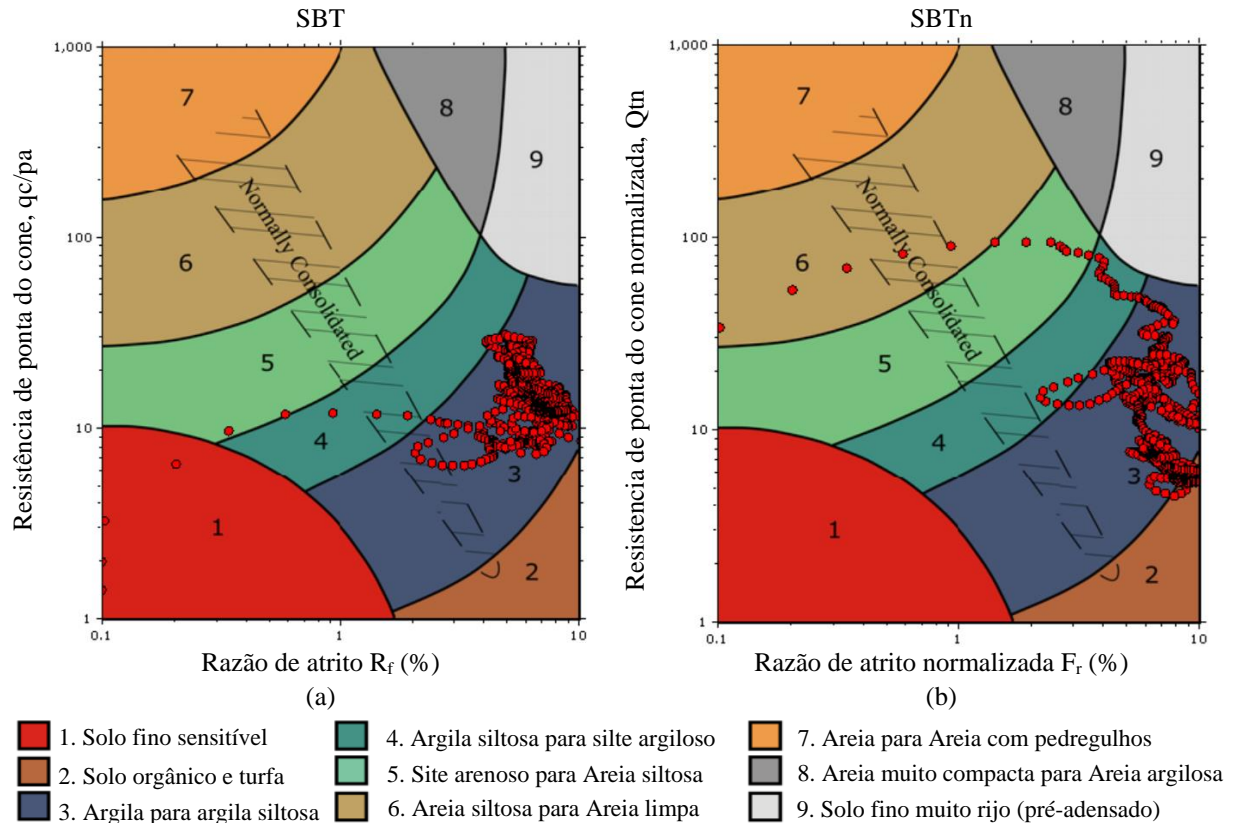 SBT
Resistência de ponta do cone, qc/pa
1,000
100
10
1
0.1
1
10
7
8
9
6
5
4
3
1
2
Normally Consolidated
Razão de atrito Rf (%)
(a)
SBTn
Resistencia de ponta do cone normalizada, Qtn
1,000
100
10
1
0.1
1
10
7
8
9
6
5
4
3
1
2
Normally Consolidated
Razão de atrito normalizada Fr (%)
(b)
1. Solo fino sensitível
2. Solo orgânico e turfa
3. Argila para argila siltosa
4. Argila siltosa para silte argiloso
5. Site arenoso para Areia siltosa
6. Areia siltosa para Areia limpa
7. Areia para Areia com pedregulhos
8. Areia muito compacta para Areia argilosa
9. Solo fino muito rijo (pré-adensado)